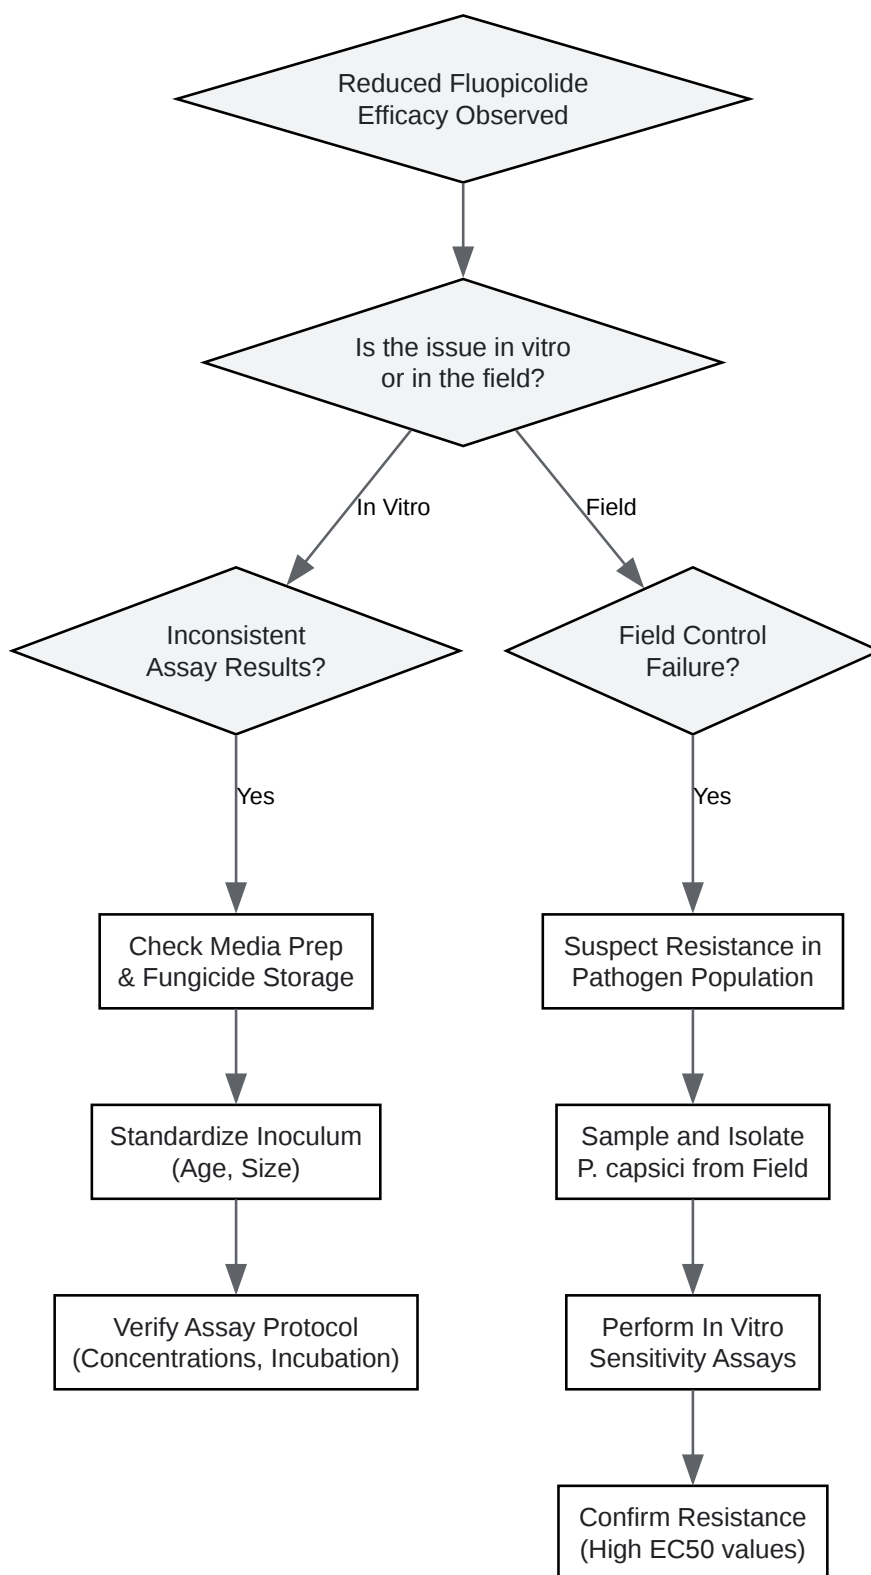 Reduced Fluopicolide
Efficacy Observed
Is the issue in vitro
or in the field?
In Vitro
Field
Inconsistent
Assay Results?
Field Control
Failure?
Yes
Yes
Check Media Prep
& Fungicide Storage
Suspect Resistance in
Pathogen Population
Standardize Inoculum
(Age, Size)
Sample and Isolate
P. capsici from Field
Verify Assay Protocol
(Concentrations, Incubation)
Perform In Vitro
Sensitivity Assays
Confirm Resistance
(High EC50 values)